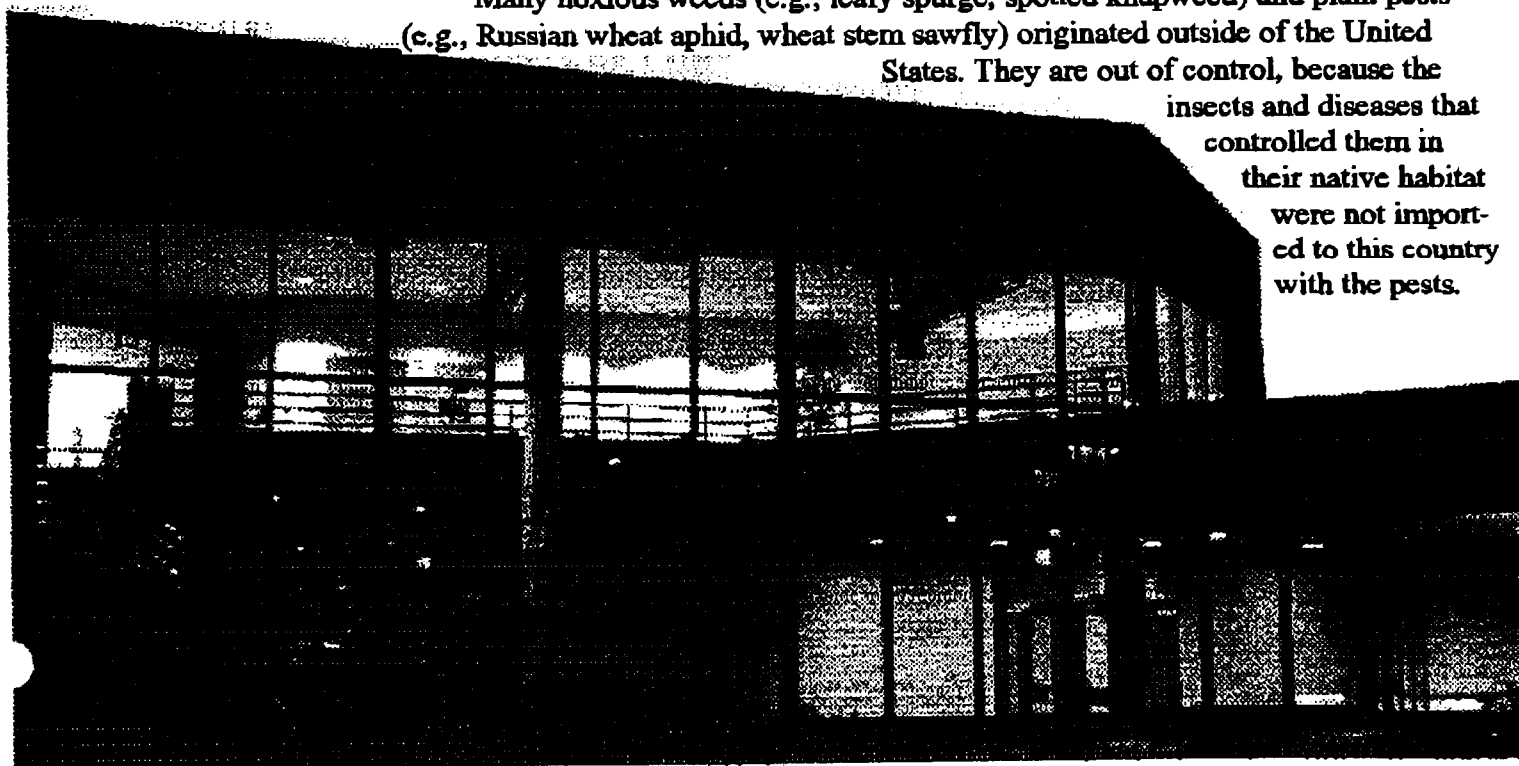 Many noxious weeds (e.g., leafy spurge, spotted knapweed) and plant pests
(e.g., Russian wheat aphid, wheat stem sawfly) originated outside of the United
States. They are out of control, because the
insects and diseases that
controlled them in
their native habitat
were not import-
ed to this country
with the pests.